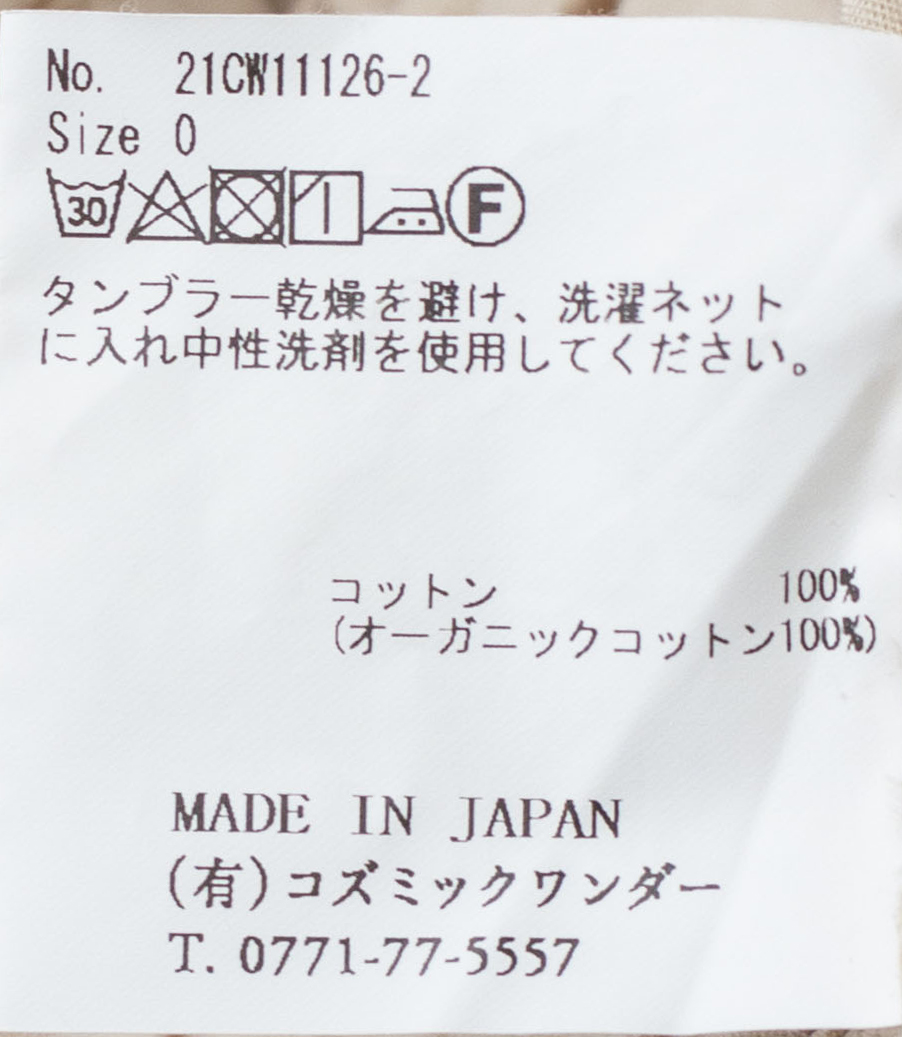 No. 21CW11126-2
Size 0
30 F
タンブラー乾燥を避け、洗濯ネット
に入れ中性洗剤を使用してください。
コットン 100%
(オーガニックコットン100%)
MADE IN JAPAN
(有)コズミックワンダー
T. 0771-77-5557